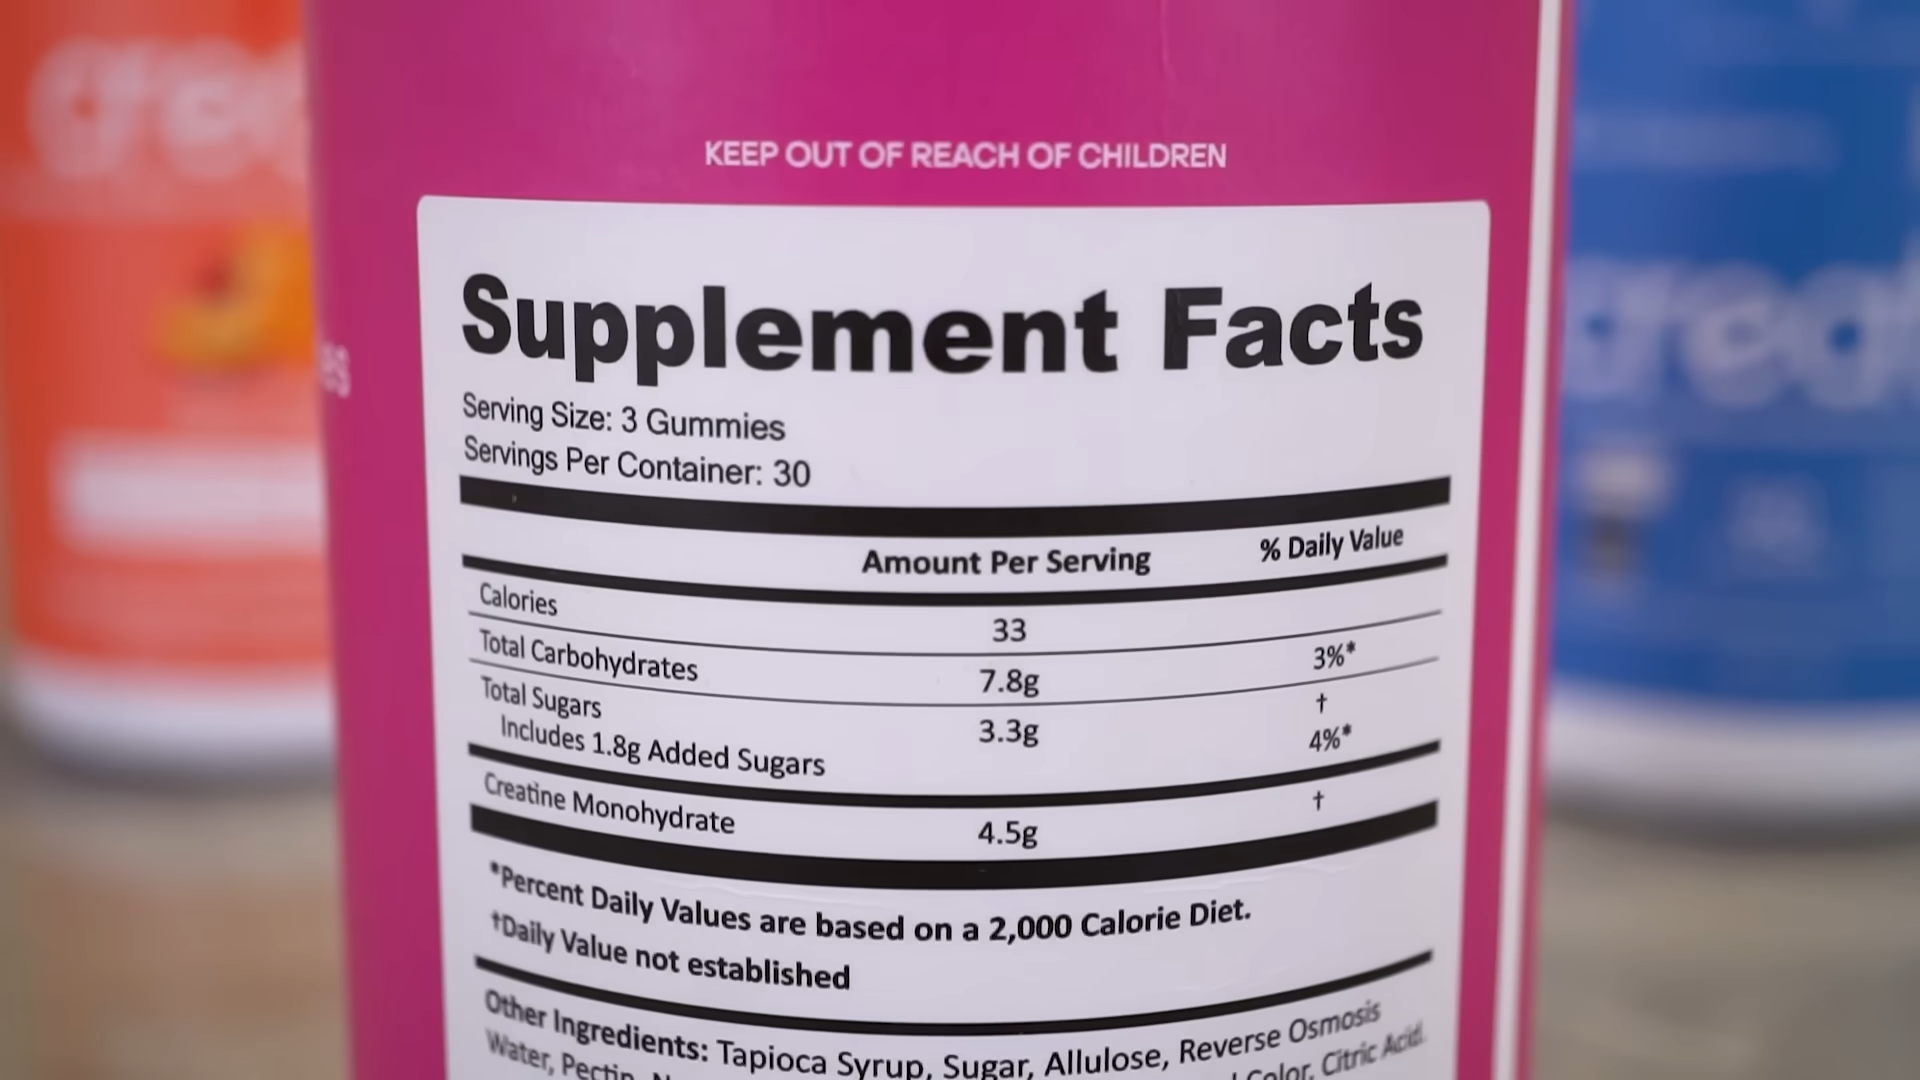 KEEP OUT OF REACH OF CHILDREN
Supplement Facts
Serving Size: 3 Gummies
Servings Per Container: 30
Amount Per Serving % Daily Value
Calories 33
Total Carbohydrates 7.8g 3%*
Total Sugars 3.3g †
Includes 1.8g Added Sugars 4%*
Creatine Monohydrate 4.5g †
*Percent Daily Values are based on a 2,000 Calorie Diet.
†Daily Value not established
Other Ingredients: Tapioca Syrup, Sugar, Allulose, Reverse Osmosis
Water, Pectin, Color, Citric Acid.